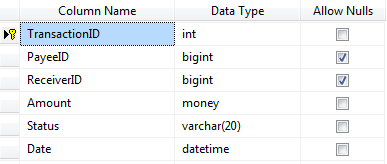 Column Name Data Type Allow Nulls
TransactionID int
PayeeID bigint
ReceiverID bigint
Amount money
Status varchar(20)
Date datetime